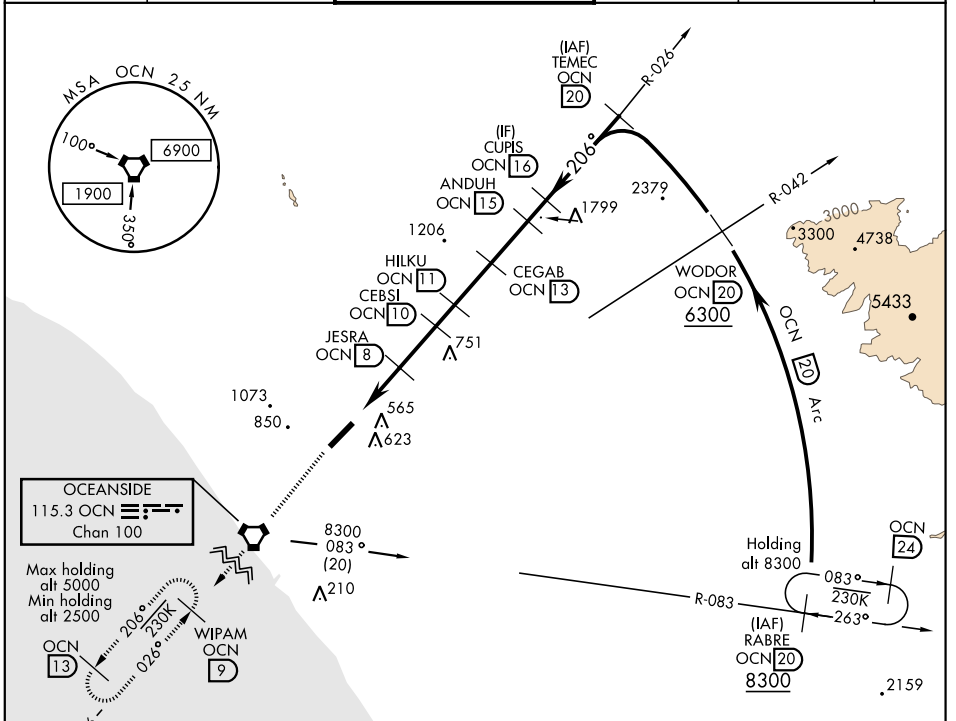 MSA OCN 25 NM
100°
6900
1900
350°
(IAF)
TEMEC
OCN
20
R-026
206°
(IF)
CUPIS
OCN 16
ANDUH
OCN 15
1799
2379
R-042
3000
3300
4738
5433
1206
HILKU
OCN 11
CEGAB
OCN 13
WODOR
OCN 20
6300
CEBSI
OCN 10
751
JESRA
OCN 8
OCN 20 Arc
1073
850
565
623
OCEANSIDE
115.3 OCN
Chan 100
8300
083°
(20)
210
Holding
alt 8300
OCN
24
083°
230K
263°
R-083
(IAF)
RABRE
OCN 20
8300
2159
Max holding
alt 5000
Min holding
alt 2500
206°
230K
026°
WIPAM
OCN
9
OCN
13